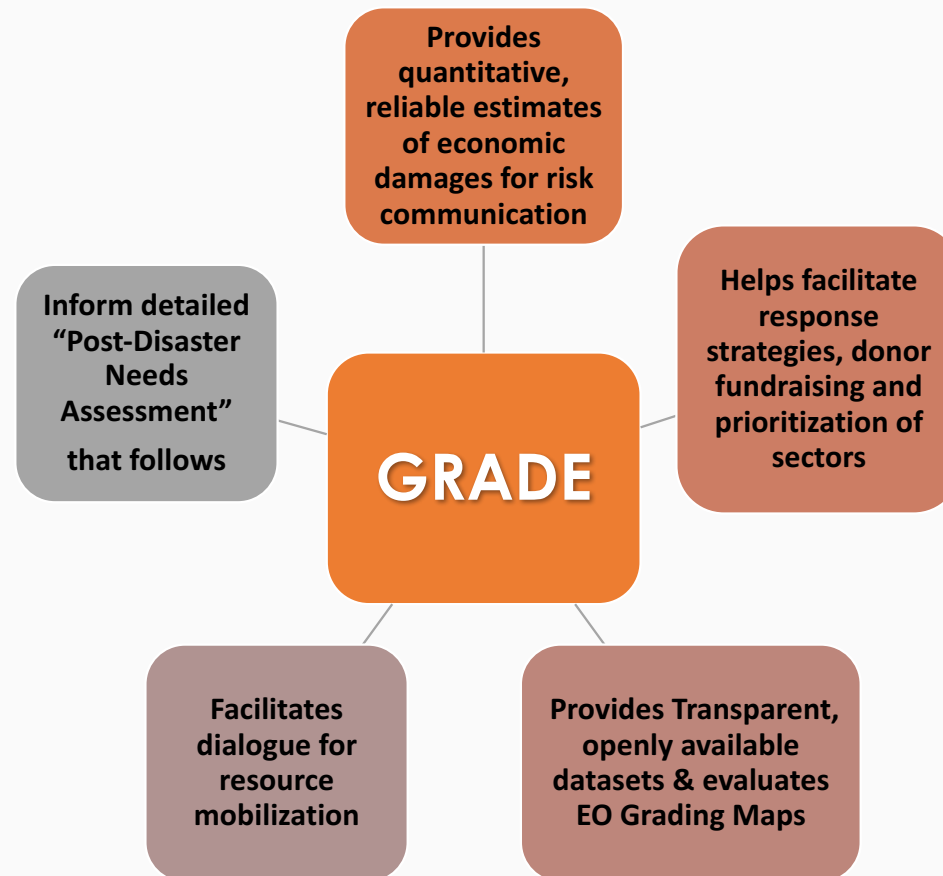 Provides
quantitative,
reliable estimates
of economic
damages for risk
communication
Helps facilitate
response
strategies, donor
fundraising and
prioritization of
sectors
Inform detailed
“Post-Disaster
Needs
Assessment”
that follows
GRADE
Facilitates
dialogue for
resource
mobilization
Provides Transparent,
openly available
datasets & evaluates
EO Grading Maps